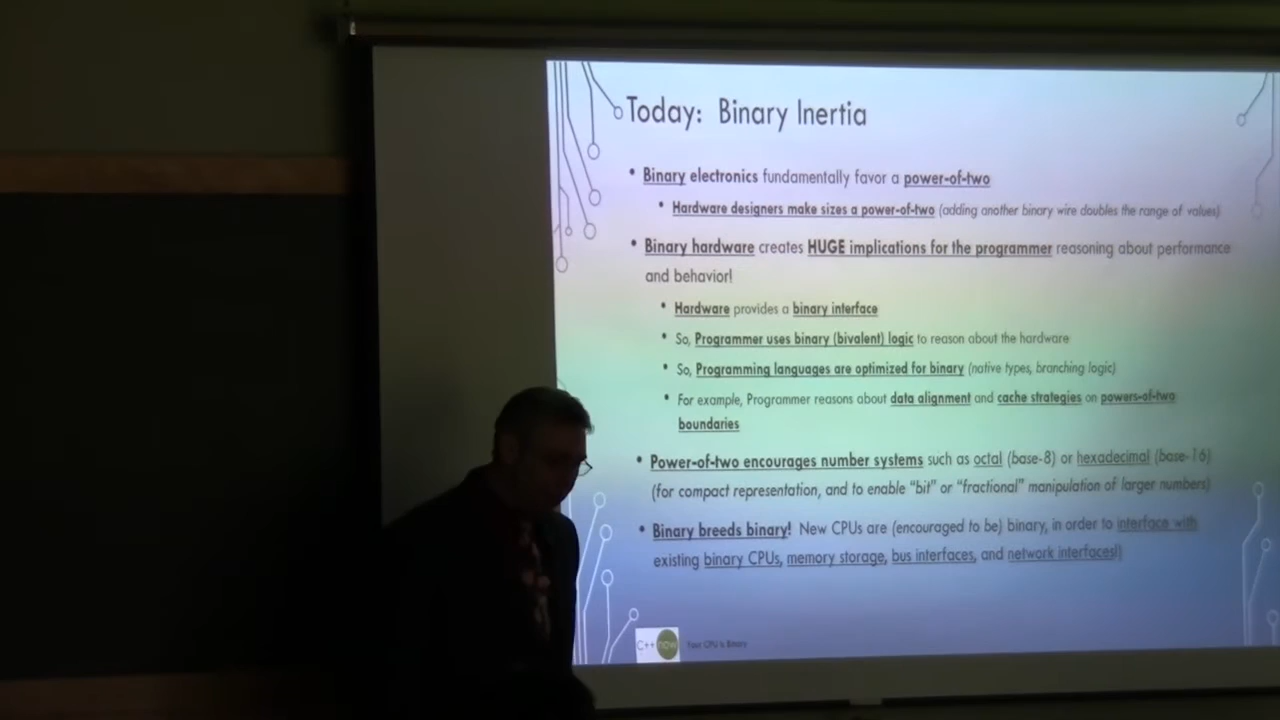 Today: Binary Inertia
• Binary electronics fundamentally favor a power-of-two
• Hardware designers make sizes a power-of-two (adding another binary wire doubles the range of values)
• Binary hardware creates HUGE implications for the programmer reasoning about performance
and behavior!
• Hardware provides a binary interface
• So, Programmer uses binary (bivalent) logic to reason about the hardware
• So, Programming languages are optimized for binary (native types, branching logic)
• For example, Programmer reasons about data alignment and cache strategies on powers-of-two
boundaries
• Power-of-two encourages number systems such as octal (base-8) or hexadecimal (base-16)
(for compact representation, and to enable "bit" or "fractional" manipulation of larger numbers)
• Binary breeds binary! New CPUs are (encouraged to be) binary, in order to interface with
existing binary CPUs, memory storage, bus interfaces, and network interfaces!)
C++ now Your CPU is Binary